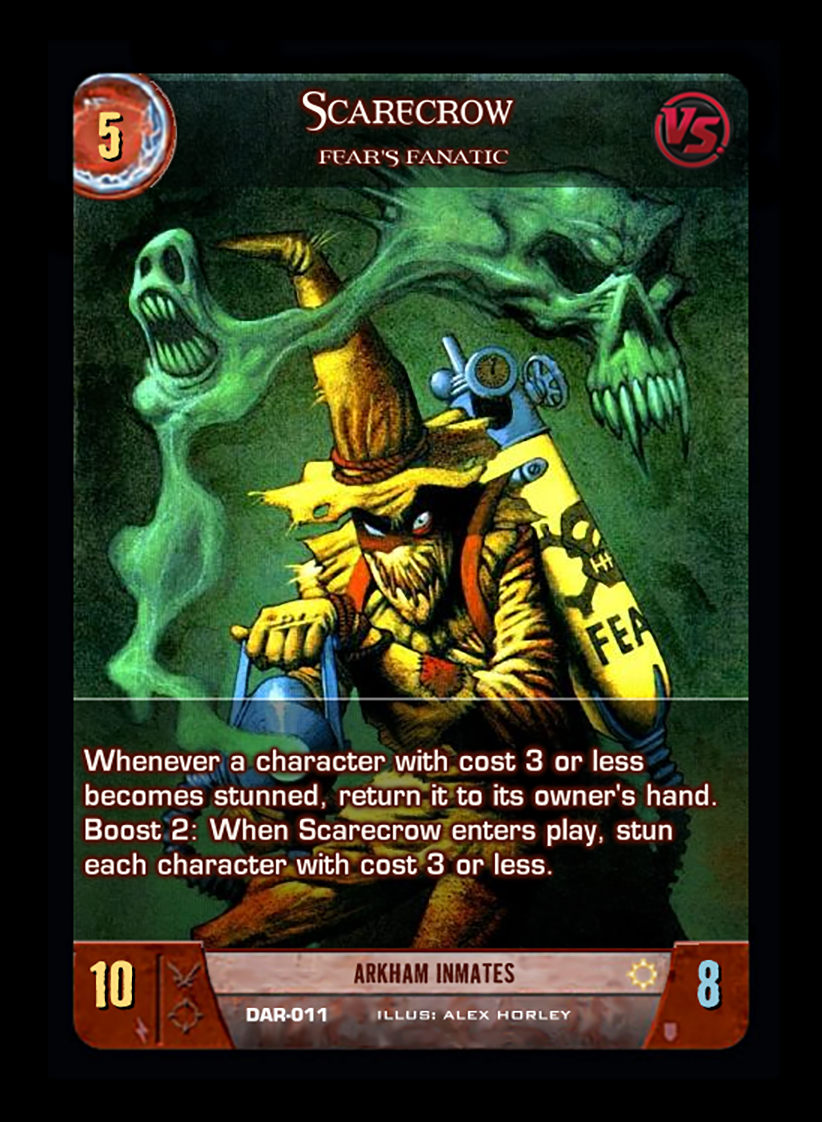 5
Scarecrow
VS.
FEAR'S FANATIC
FEA
Whenever a character with cost 3 or less
becomes stunned, return it to its owner's hand.
Boost 2: When Scarecrow enters play, stun
each character with cost 3 or less.
10
ARKHAM INMATES
8
DAR-011 ILLUS: ALEX HORLEY